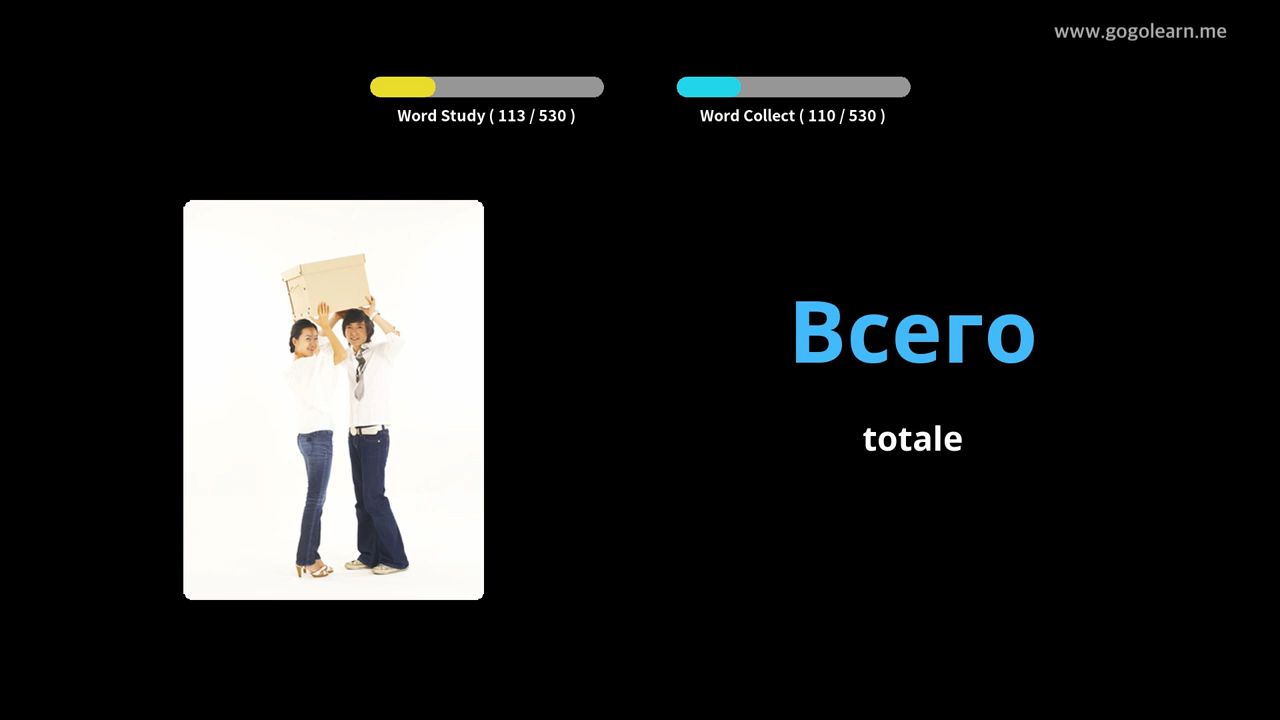 www.gogolearn.me
Word Study ( 113 / 530 )
Word Collect ( 110 / 530 )
Всего
totale